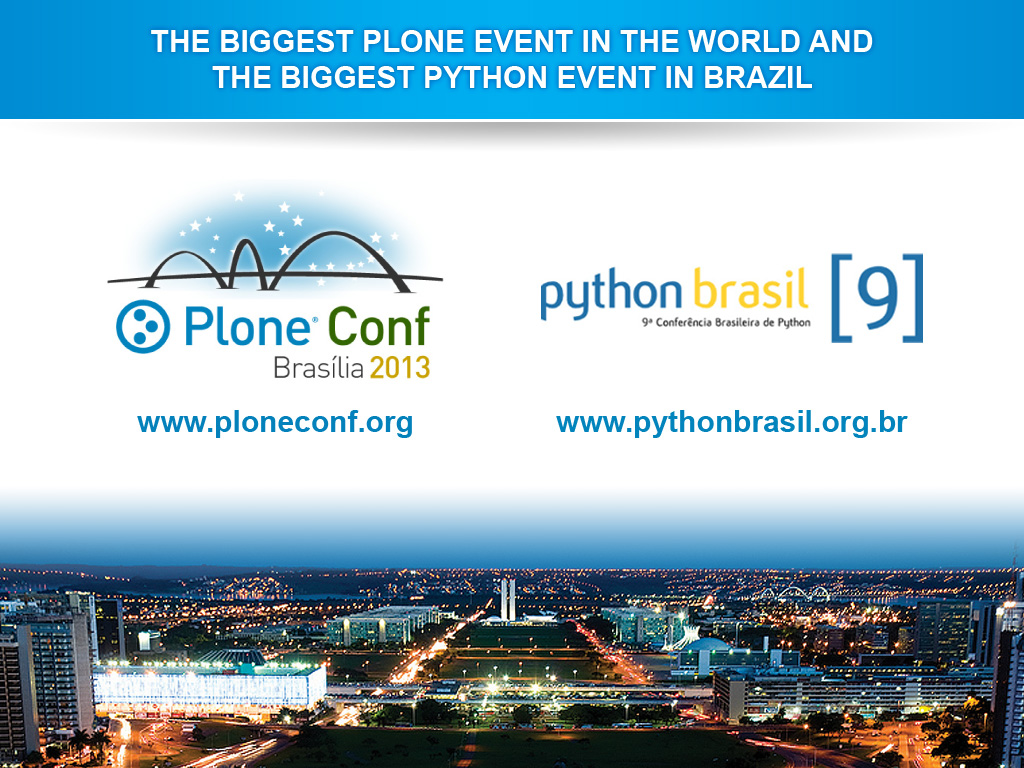 THE BIGGEST PLONE EVENT IN THE WORLD AND
THE BIGGEST PYTHON EVENT IN BRAZIL
Plone® Conf
Brasília 2013
www.ploneconf.org
python brasil [9]
9ª Conferência Brasileira de Python
www.pythonbrasil.org.br